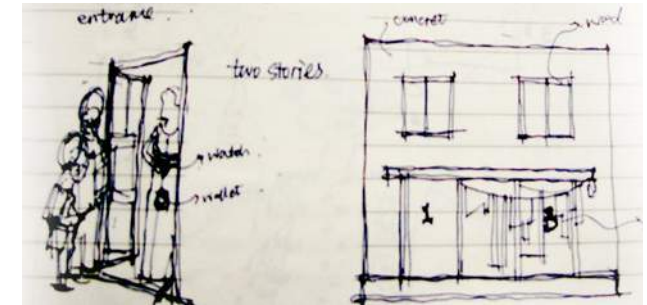 entrance
two stories.
watch.
wallet
concret
wood
1
3